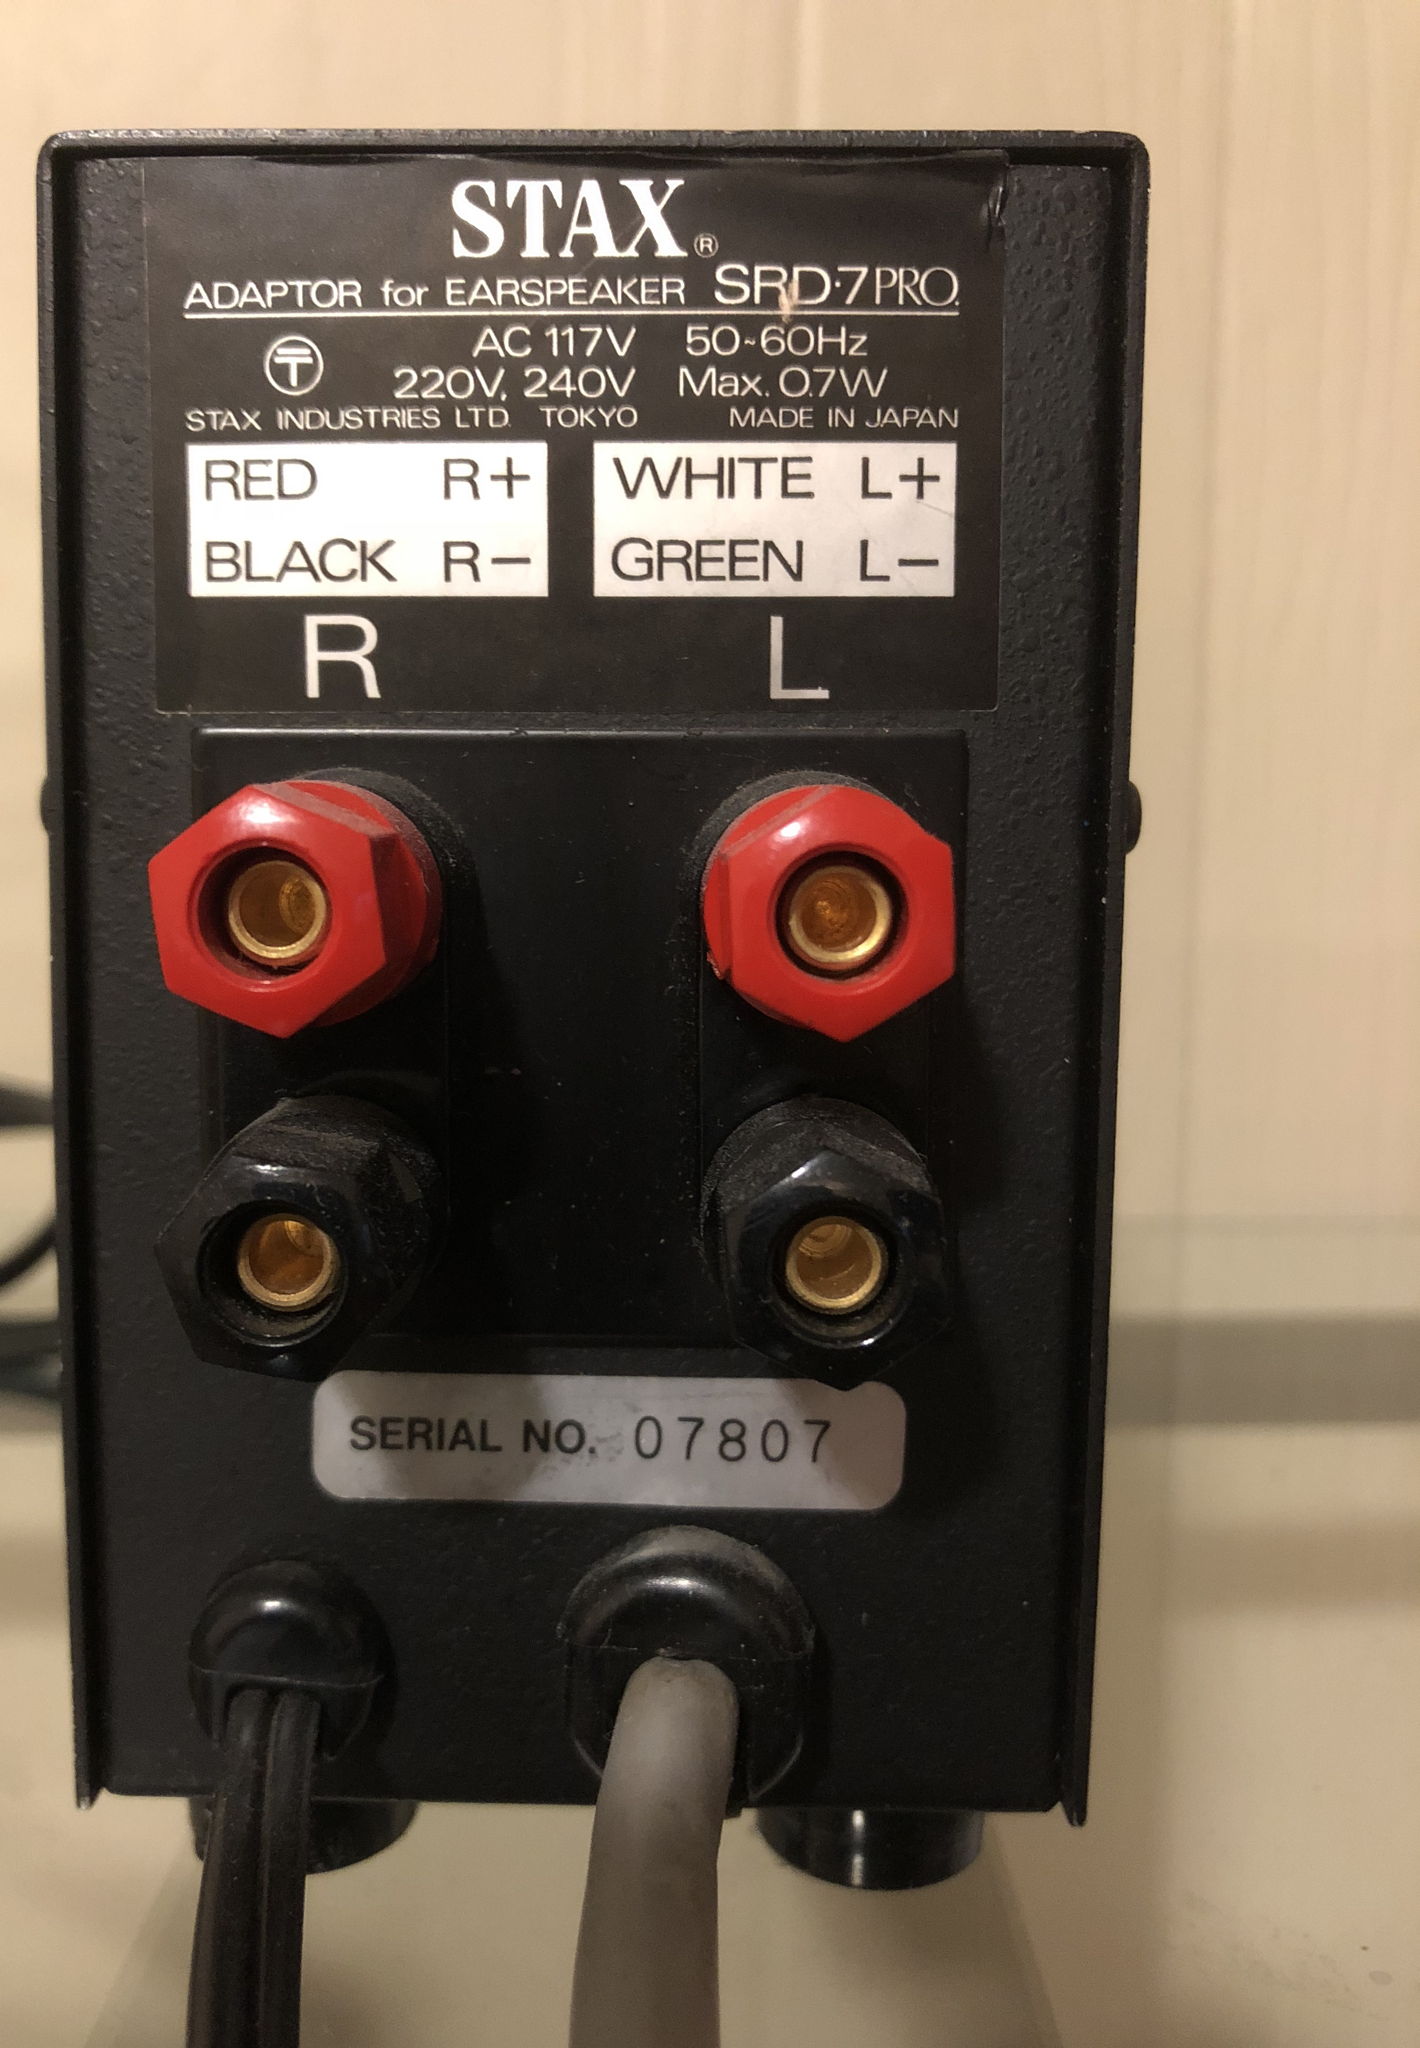 STAX®
ADAPTOR for EARSPEAKER SRD·7PRO.
AC 117V 50~60Hz
220V, 240V Max. 0.7W
STAX INDUSTRIES LTD. TOKYO MADE IN JAPAN
RED R+ WHITE L+
BLACK R- GREEN L-
R L
SERIAL NO. 07807